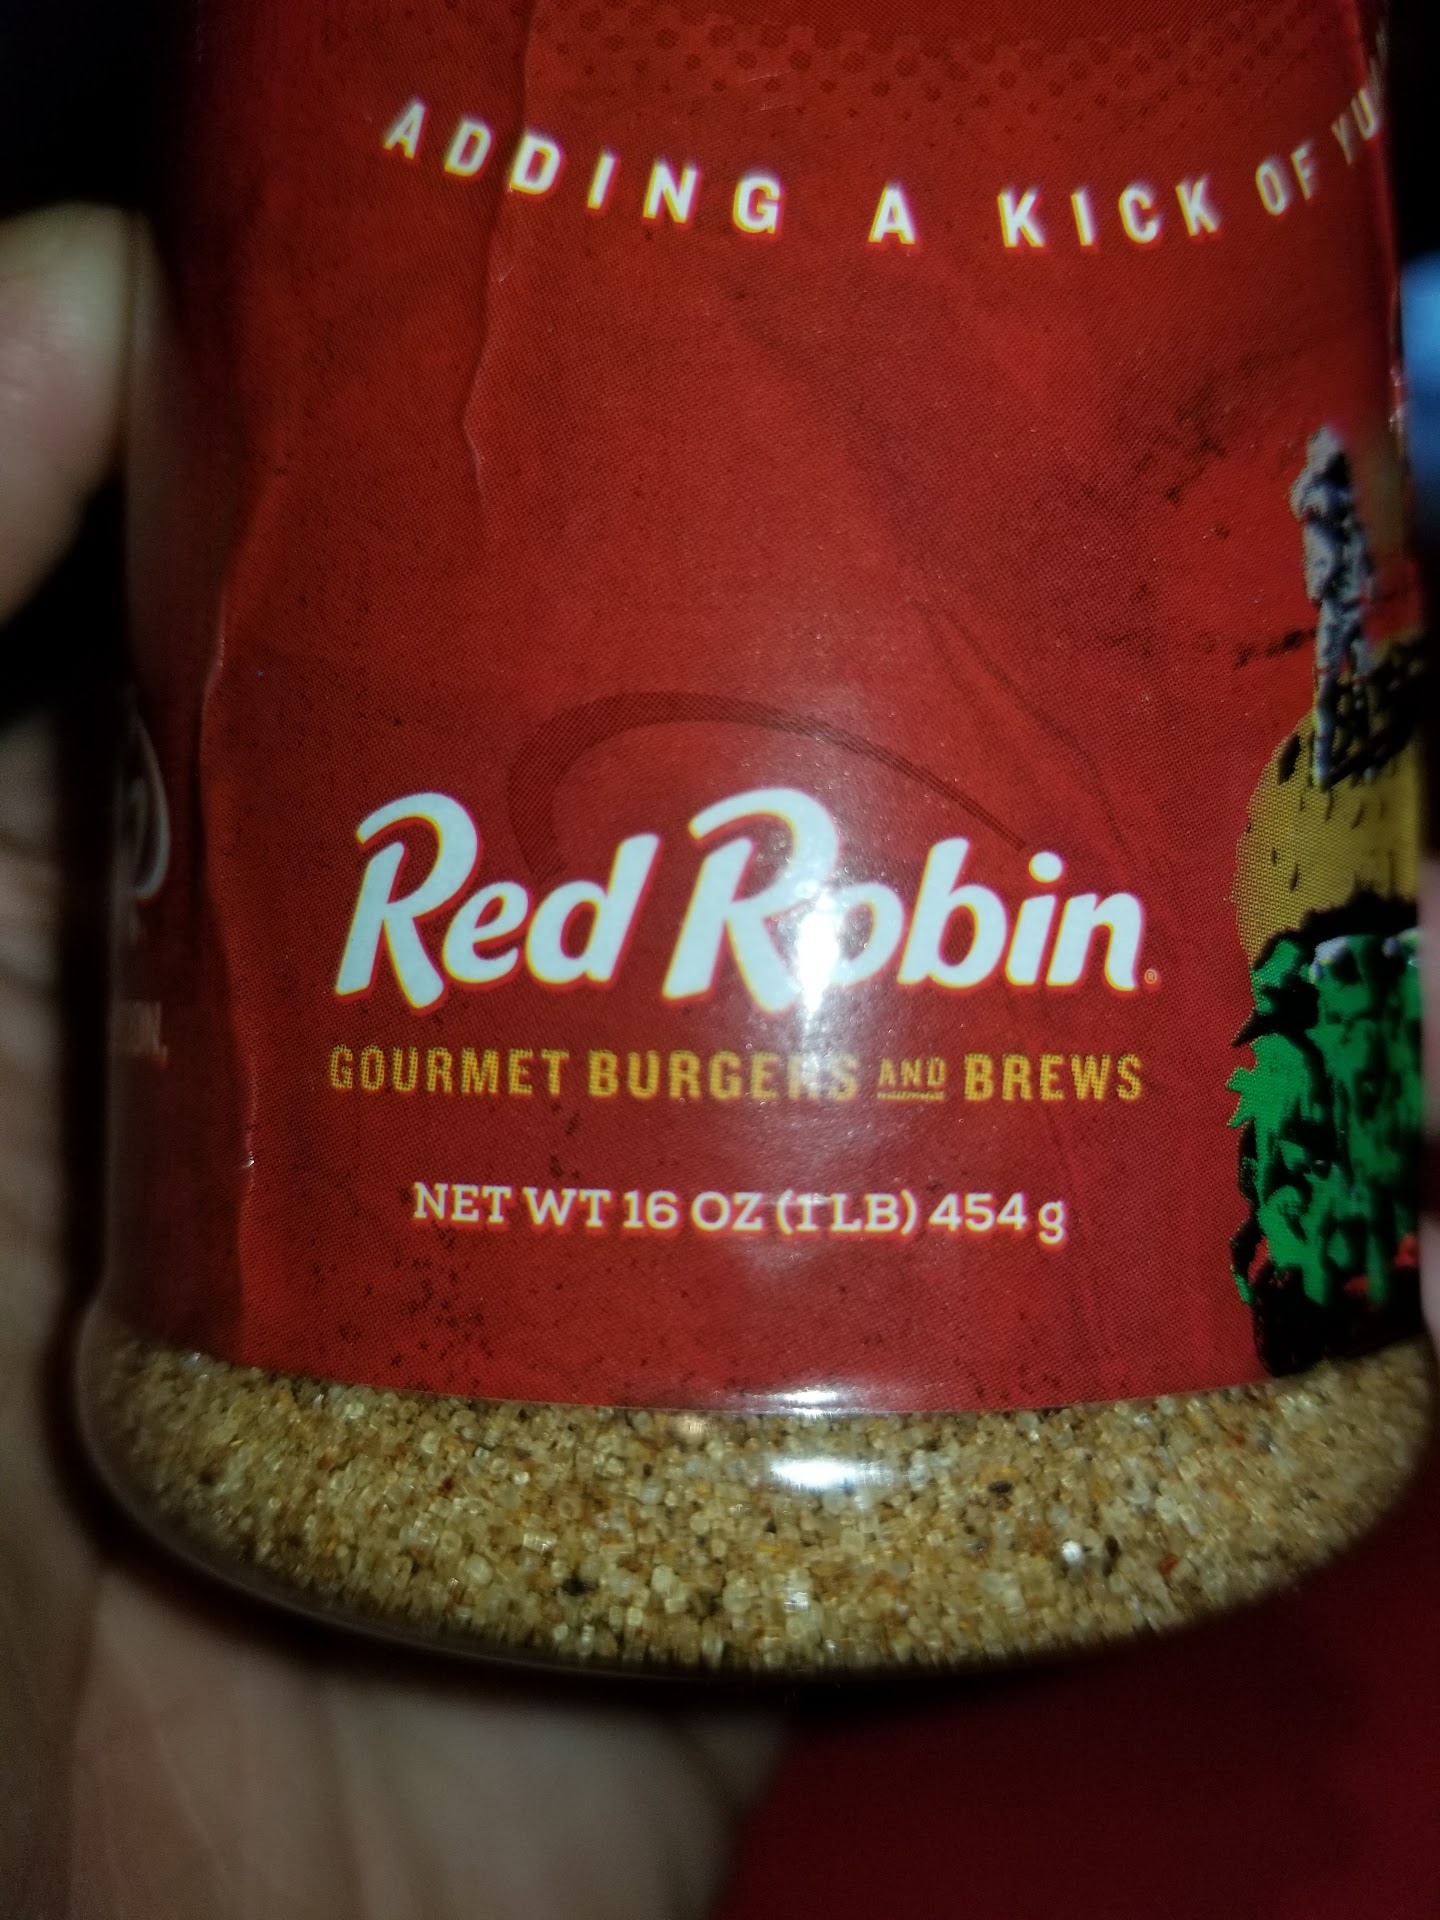 ADDING A KICK OF
Red Robin®
GOURMET BURGERS AND BREWS
NET WT 16 OZ (1 LB) 454 g